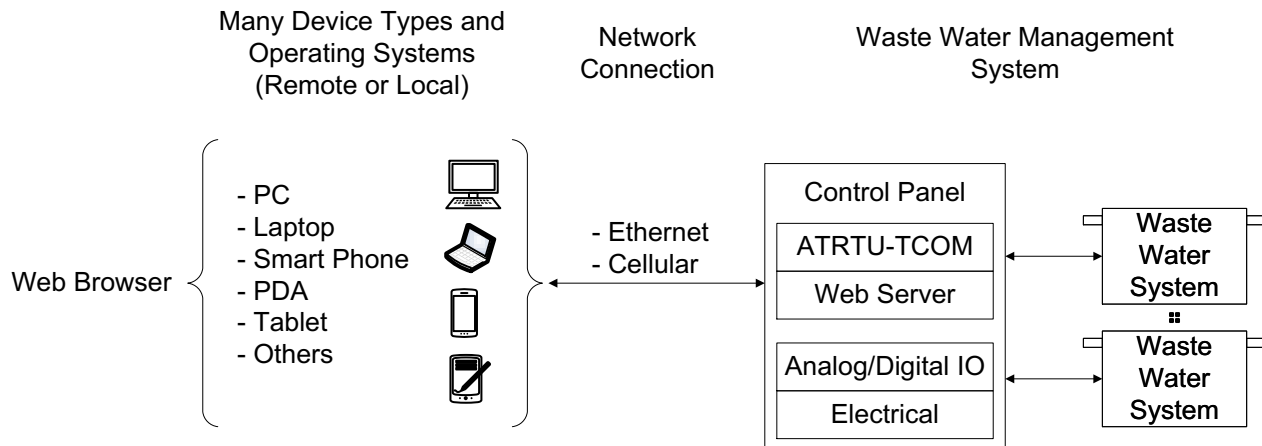 Many Device Types and
Operating Systems
(Remote or Local)
Network
Connection
Waste Water Management
System
Web Browser
- PC
- Laptop
- Smart Phone
- PDA
- Tablet
- Others
- Ethernet
- Cellular
Control Panel
ATRTU-TCOM
Web Server
Analog/Digital IO
Electrical
Waste
Water
System
Waste
Water
System